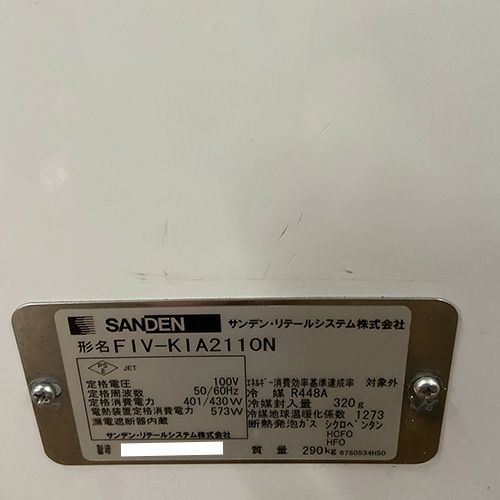 SANDEN サンデン・リテールシステム株式会社
形名 FIV-KIA2110N
PS E JET
定格電圧 100V
定格周波数 50/60Hz
定格消費電力 401/430W
電熱装置定格消費電力 573W
漏電遮断器内蔵
エネルギー消費効率基準達成率 対象外
冷 媒 R448A
冷媒封入量 320g
冷媒地球温暖化係数 1273
断熱発泡ガス シクロペンタン
HCFO
HFO
サンデン・リテールシステム株式会社
製造
質 量 290kg 6750534H50